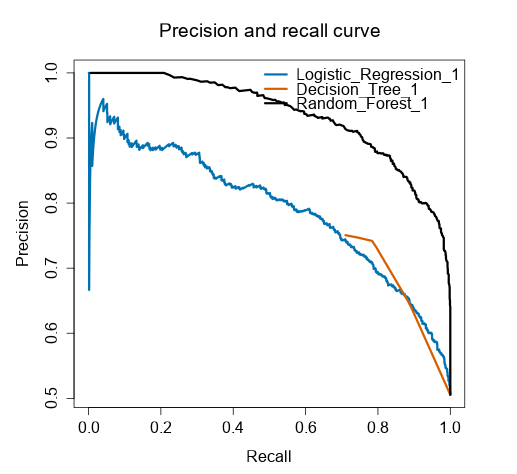 Precision and recall curve
Logistic_Regression_1
Decision_Tree_1
Random_Forest_1
1.0
0.9
0.8
0.7
0.6
0.5
Precision
0.0 0.2 0.4 0.6 0.8 1.0
Recall